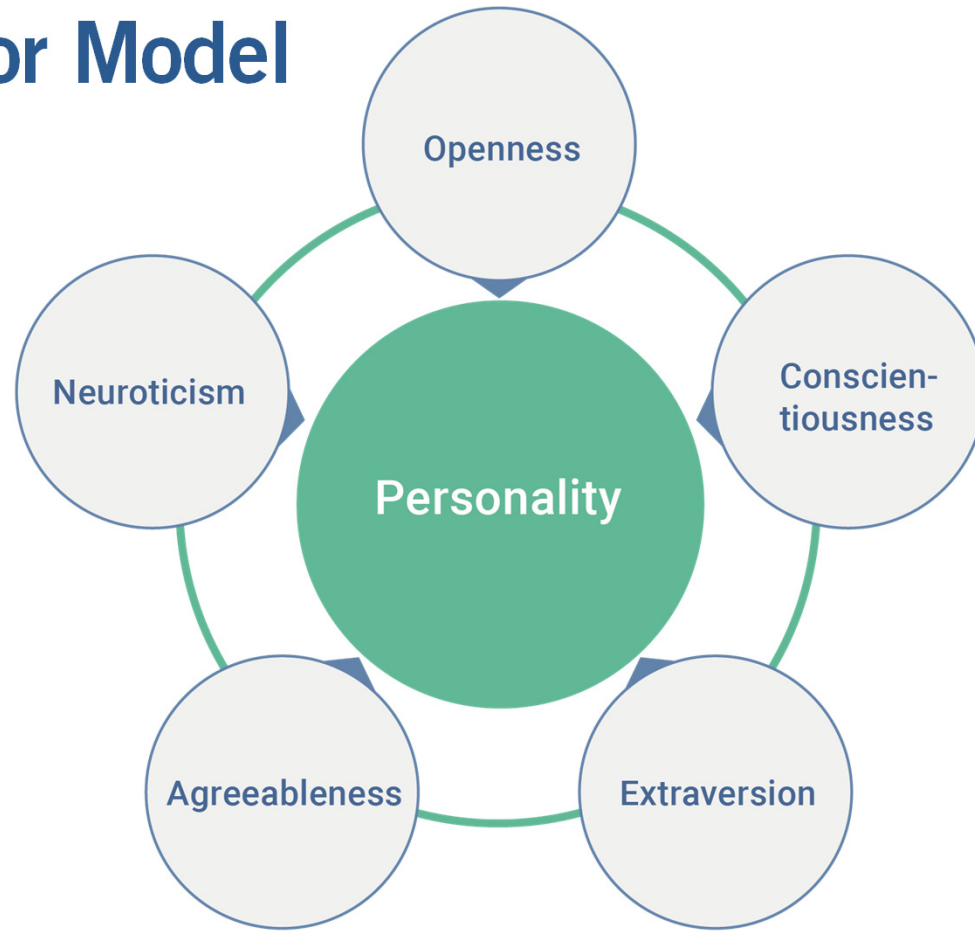 or Model
Openness
Neuroticism
Conscien-
tiousness
Personality
Agreeableness
Extraversion